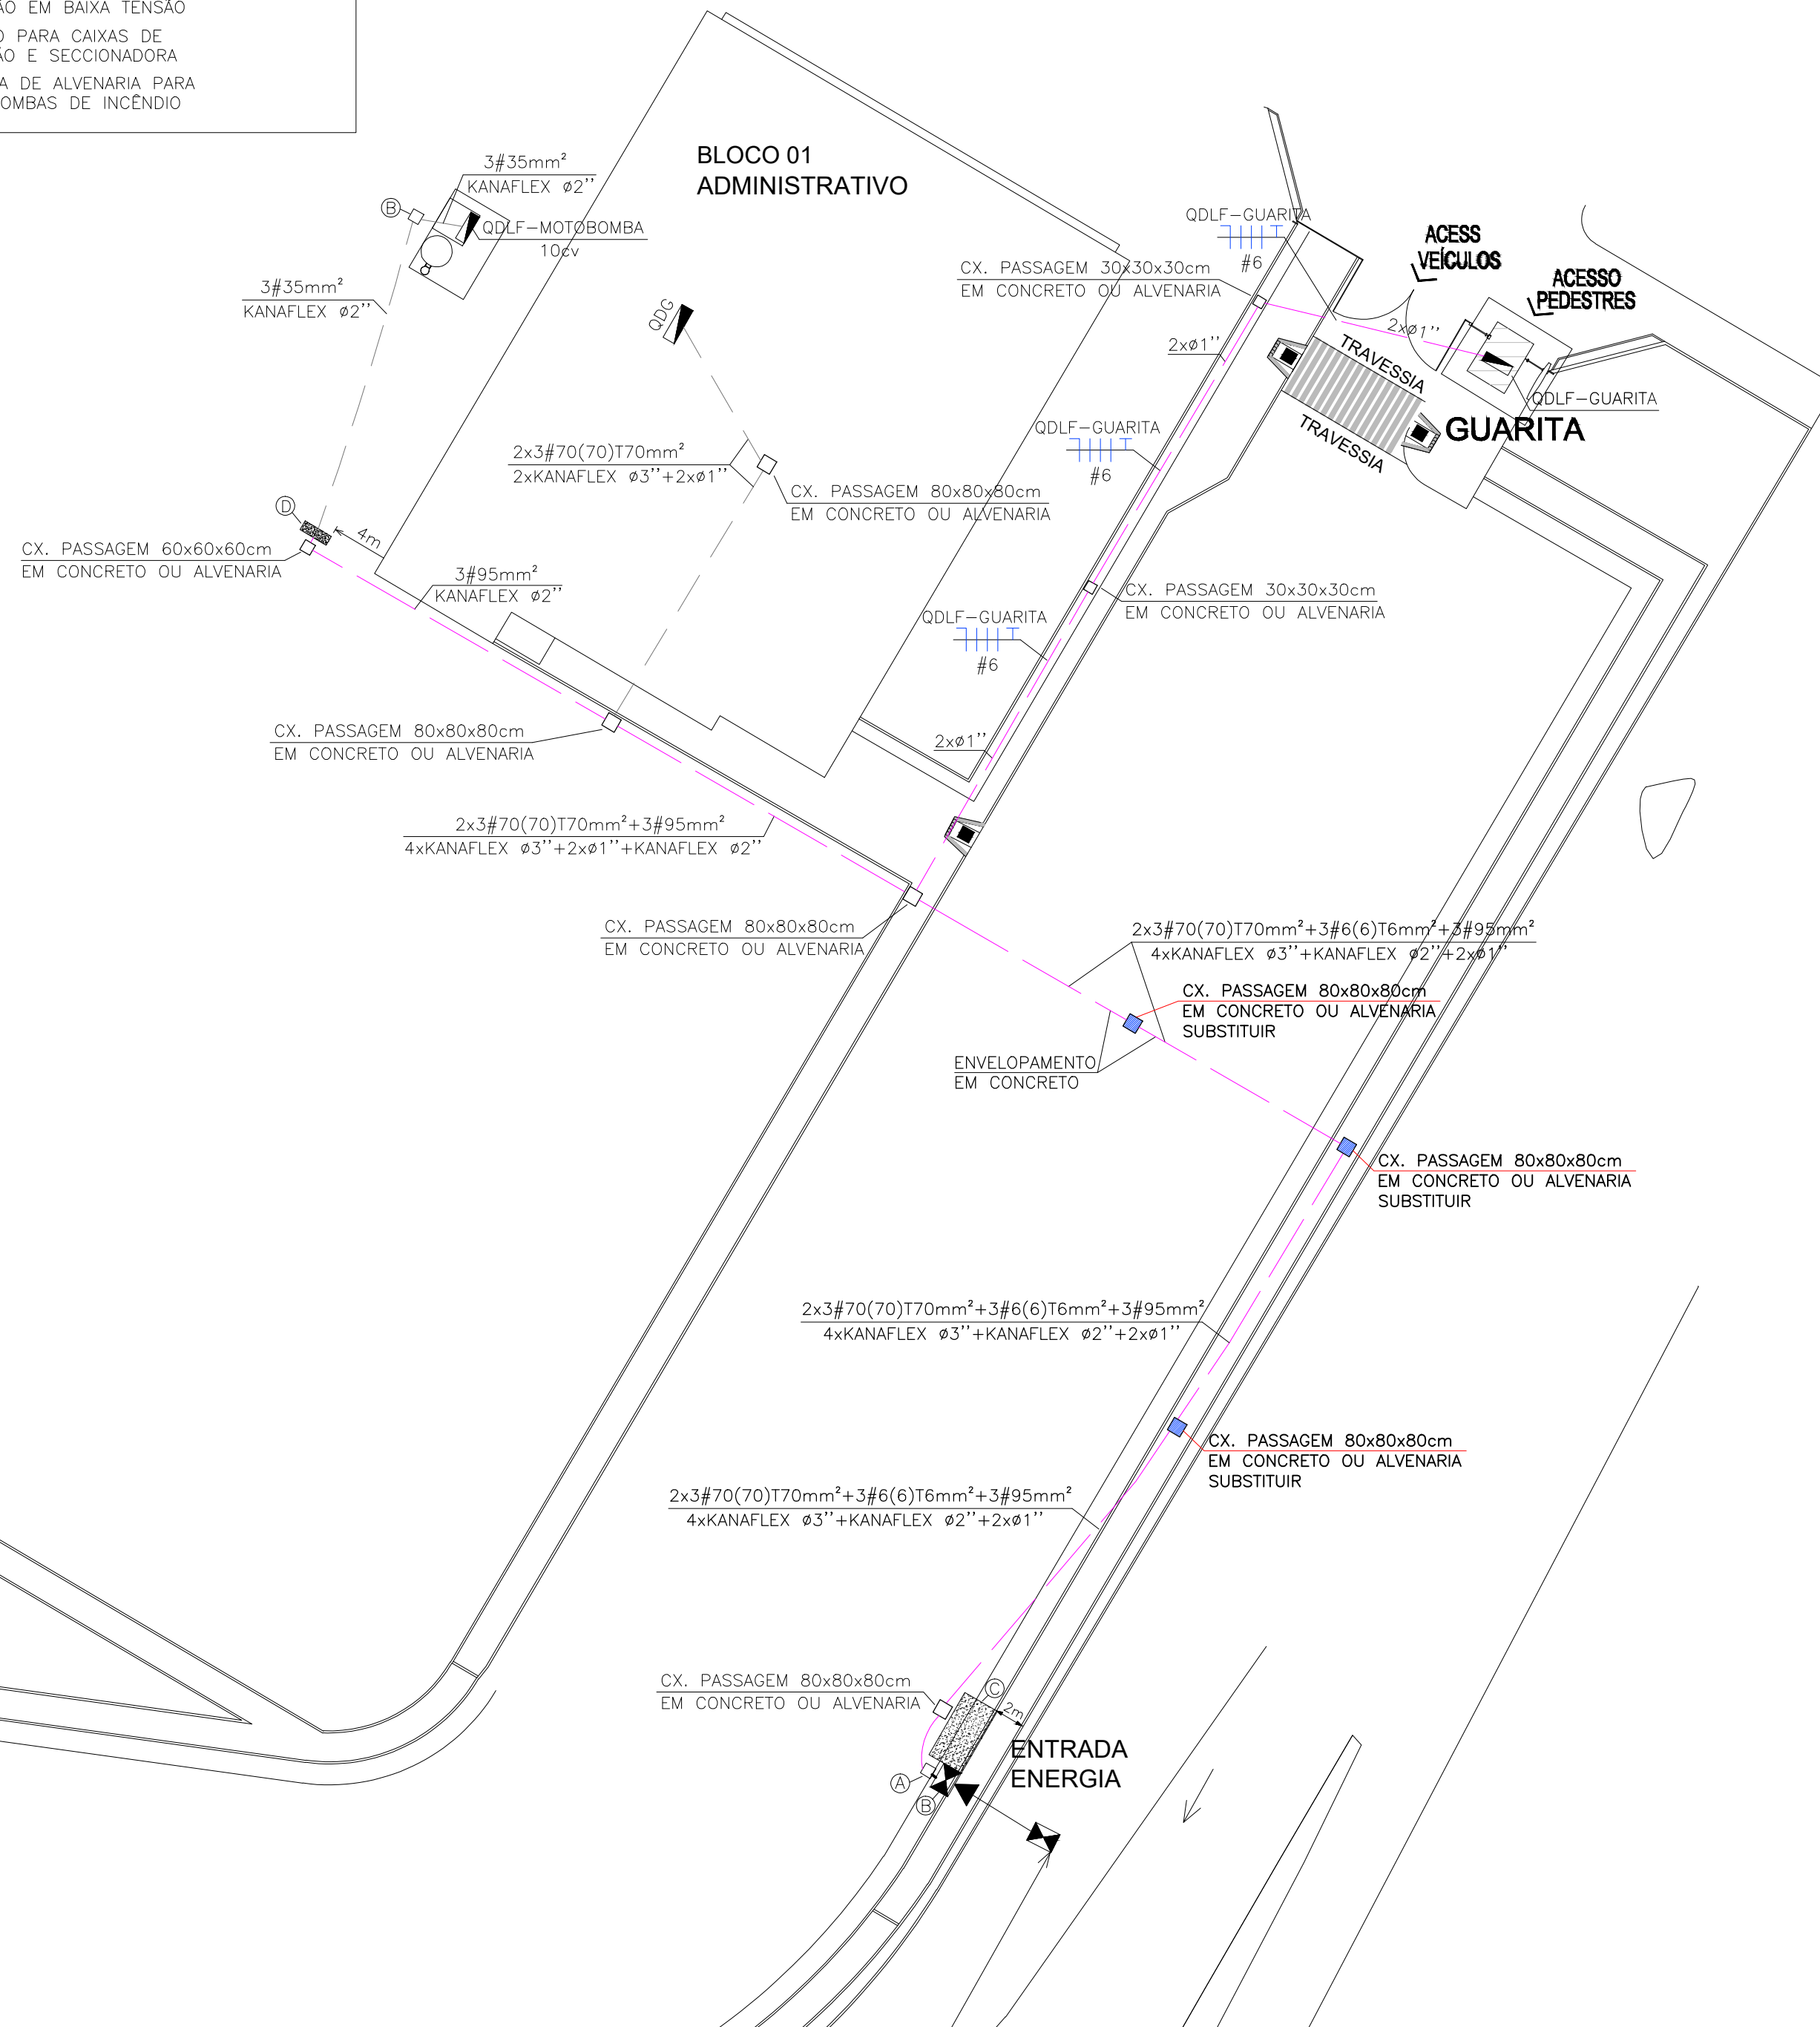 EM BAIXA TENSÃO
PARA CAIXAS DE
E SECCIONADORA
DE ALVENARIA PARA
DE INCÊNDIO
BLOCO 01
ADMINISTRATIVO
3#35mm²
KANAFLEX ø2''
B
QDLF-MOTOBOMBA
10cv
3#35mm²
KANAFLEX ø2''
QDG
QDLF-GUARITA
#6
ACESS
VEÍCULOS
ACESSO
PEDESTRES
CX. PASSAGEM 30x30x30cm
EM CONCRETO OU ALVENARIA
2xø1''
2xø1''
TRAVESSIA
TRAVESSIA
QDLF-GUARITA
GUARITA
QDLF-GUARITA
#6
2x3#70(70)T70mm²
2xKANAFLEX ø3''+2xø1''
CX. PASSAGEM 80x80x80cm
EM CONCRETO OU ALVENARIA
D
4m
CX. PASSAGEM 60x60x60cm
EM CONCRETO OU ALVENARIA
3#95mm²
KANAFLEX ø2''
CX. PASSAGEM 30x30x30cm
EM CONCRETO OU ALVENARIA
QDLF-GUARITA
#6
CX. PASSAGEM 80x80x80cm
EM CONCRETO OU ALVENARIA
2xø1''
2x3#70(70)T70mm²+3#95mm²
4xKANAFLEX ø3''+2xø1''+KANAFLEX ø2''
CX. PASSAGEM 80x80x80cm
EM CONCRETO OU ALVENARIA
2x3#70(70)T70mm²+3#6(6)T6mm²+3#95mm²
4xKANAFLEX ø3''+KANAFLEX ø2''+2xø1''
CX. PASSAGEM 80x80x80cm
EM CONCRETO OU ALVENARIA
SUBSTITUIR
ENVELOPAMENTO
EM CONCRETO
CX. PASSAGEM 80x80x80cm
EM CONCRETO OU ALVENARIA
SUBSTITUIR
2x3#70(70)T70mm²+3#6(6)T6mm²+3#95mm²
4xKANAFLEX ø3''+KANAFLEX ø2''+2xø1''
CX. PASSAGEM 80x80x80cm
EM CONCRETO OU ALVENARIA
SUBSTITUIR
2x3#70(70)T70mm²+3#6(6)T6mm²+3#95mm²
4xKANAFLEX ø3''+KANAFLEX ø2''+2xø1''
CX. PASSAGEM 80x80x80cm
EM CONCRETO OU ALVENARIA
C
2m
ENTRADA
ENERGIA
A
B